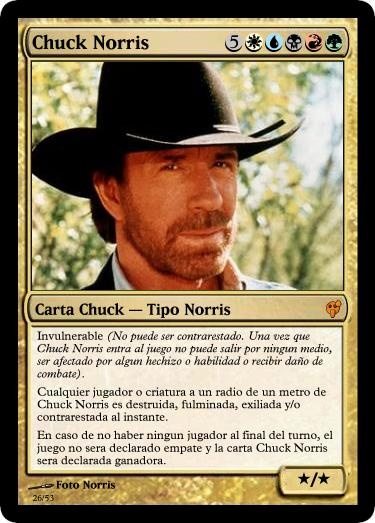 Chuck Norris 5
Carta Chuck — Tipo Norris
Invulnerable (No puede ser contrarestado. Una vez que
Chuck Norris entra al juego no puede salir por ningun medio,
ser afectado por algun hechizo o habilidad o recibir daño de
combate).
Cualquier jugador o criatura a un radio de un metro de
Chuck Norris es destruida, fulminada, exiliada y/o
contrarestada al instante.
En caso de no haber ningun jugador al final del turno, el
juego no sera declarado empate y la carta Chuck Norris
sera declarada ganadora.
★/★
Foto Norris
26/53